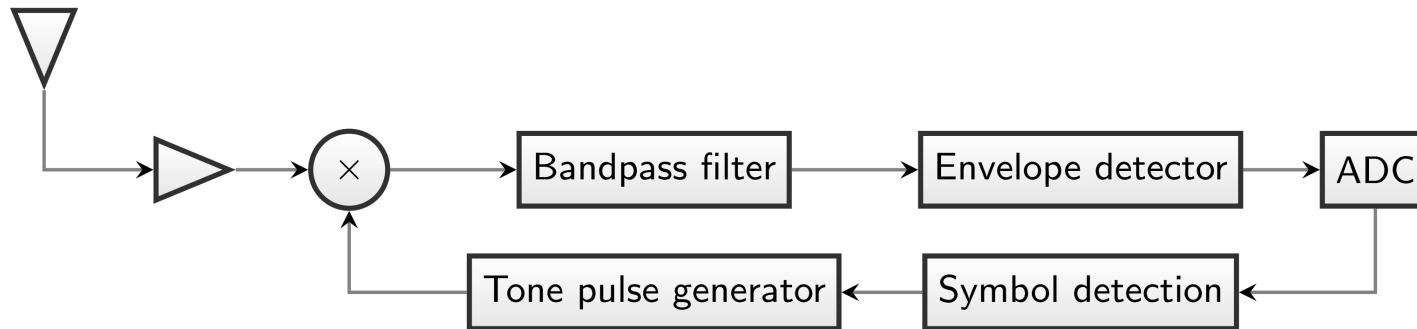 ×
Bandpass filter
Envelope detector
ADC
Tone pulse generator
Symbol detection